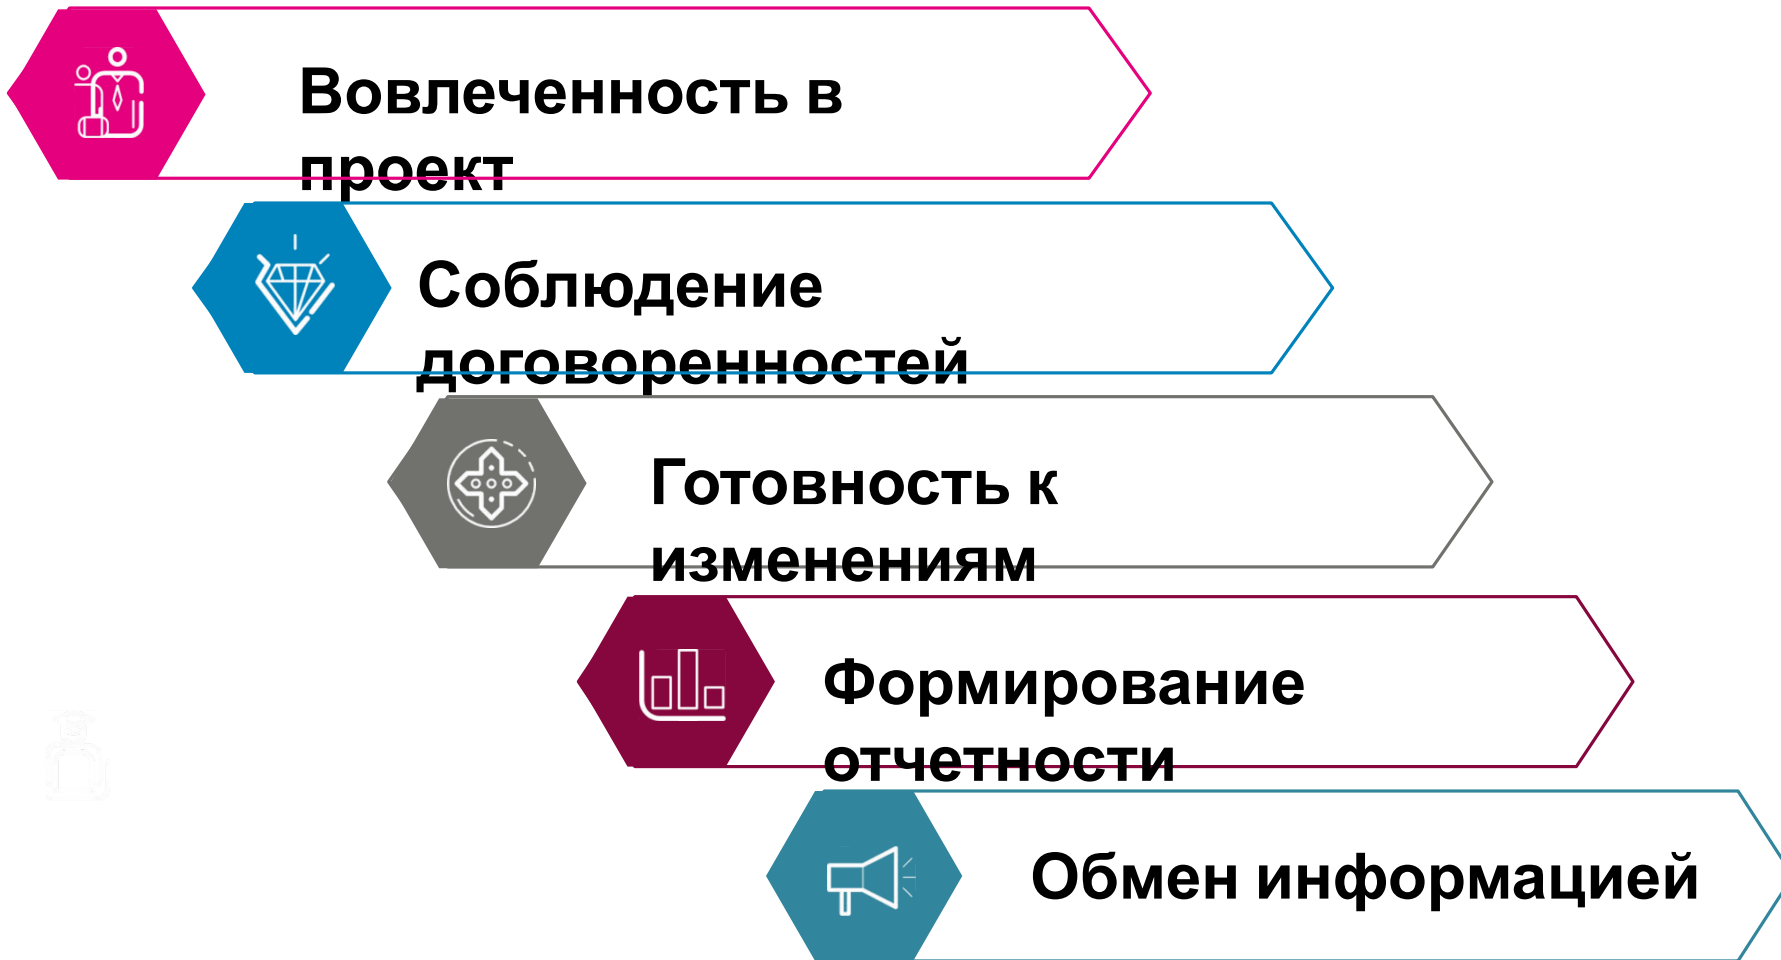 Вовлеченность в
проект
Соблюдение
договоренностей
Готовность к
изменениям
Формирование
отчетности
Обмен информацией